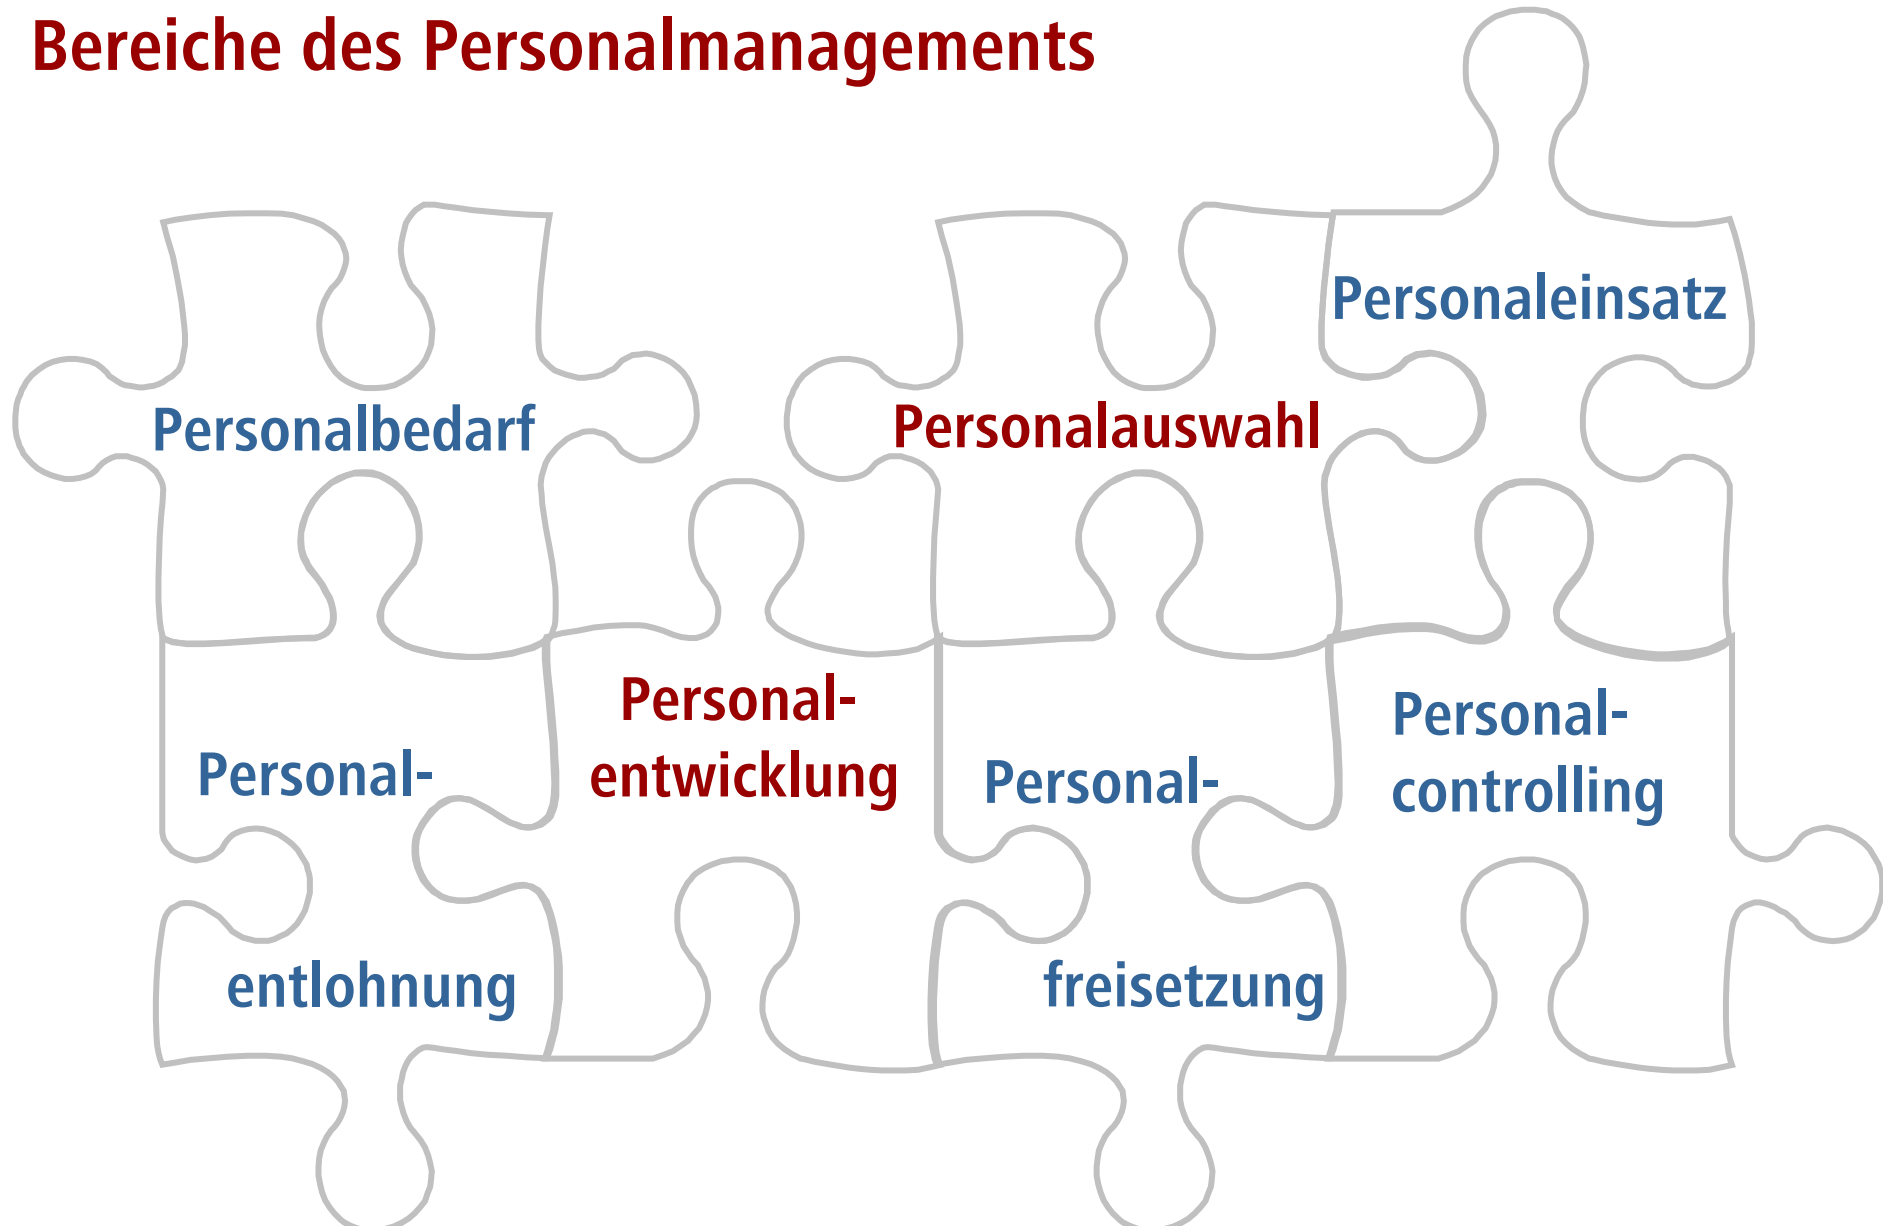 Bereiche des Personalmanagements
Personaleinsatz
Personalbedarf
Personalauswahl
Personal-
entlohnung
Personal-
entwicklung
Personal-
freisetzung
Personal-
controlling